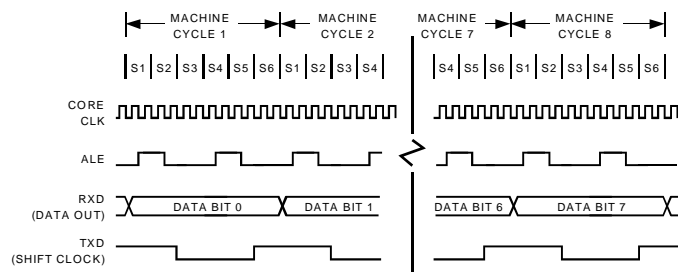 MACHINE CYCLE 1
MACHINE CYCLE 2
MACHINE CYCLE 7
MACHINE CYCLE 8
S1 S2 S3 S4 S5 S6 S1 S2 S3 S4
S4 S5 S6 S1 S2 S3 S4 S5 S6
CORE CLK
ALE
RXD (DATA OUT)
DATA BIT 0
DATA BIT 1
DATA BIT 6
DATA BIT 7
TXD (SHIFT CLOCK)